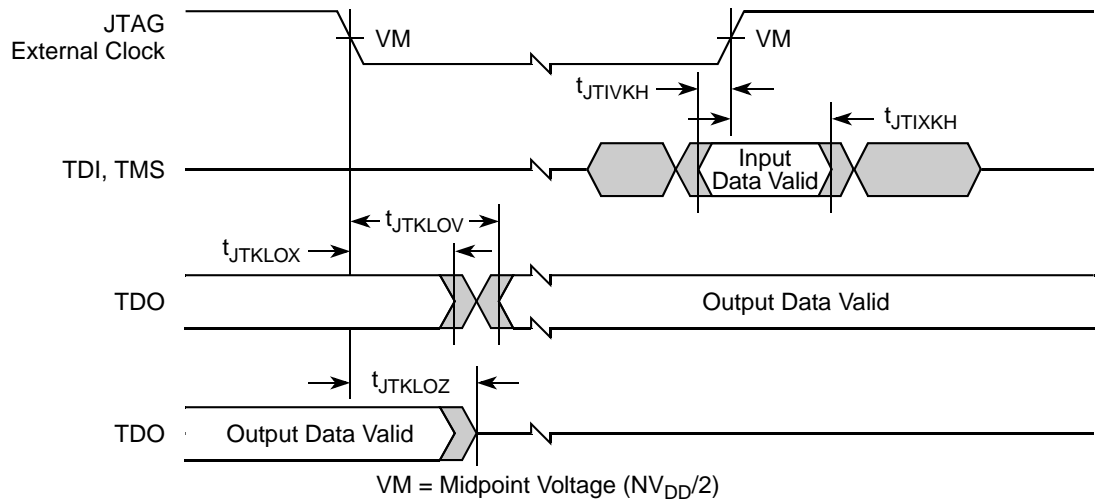 JTAG
External Clock
VM
VM
tJTIVKH
tJTIXKH
TDI, TMS
Input
Data Valid
tJTKLOV
tJTKLOX
TDO
Output Data Valid
tJTKLOZ
TDO
Output Data Valid
VM = Midpoint Voltage (NVDD/2)